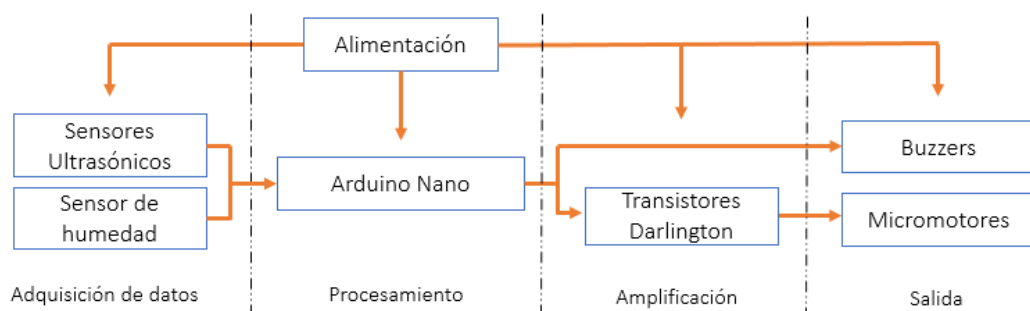 Alimentación
Sensores
Ultrasónicos
Sensor de
humedad
Arduino Nano
Transistores
Darlington
Buzzers
Micromotores
Adquisición de datos
Procesamiento
Amplificación
Salida